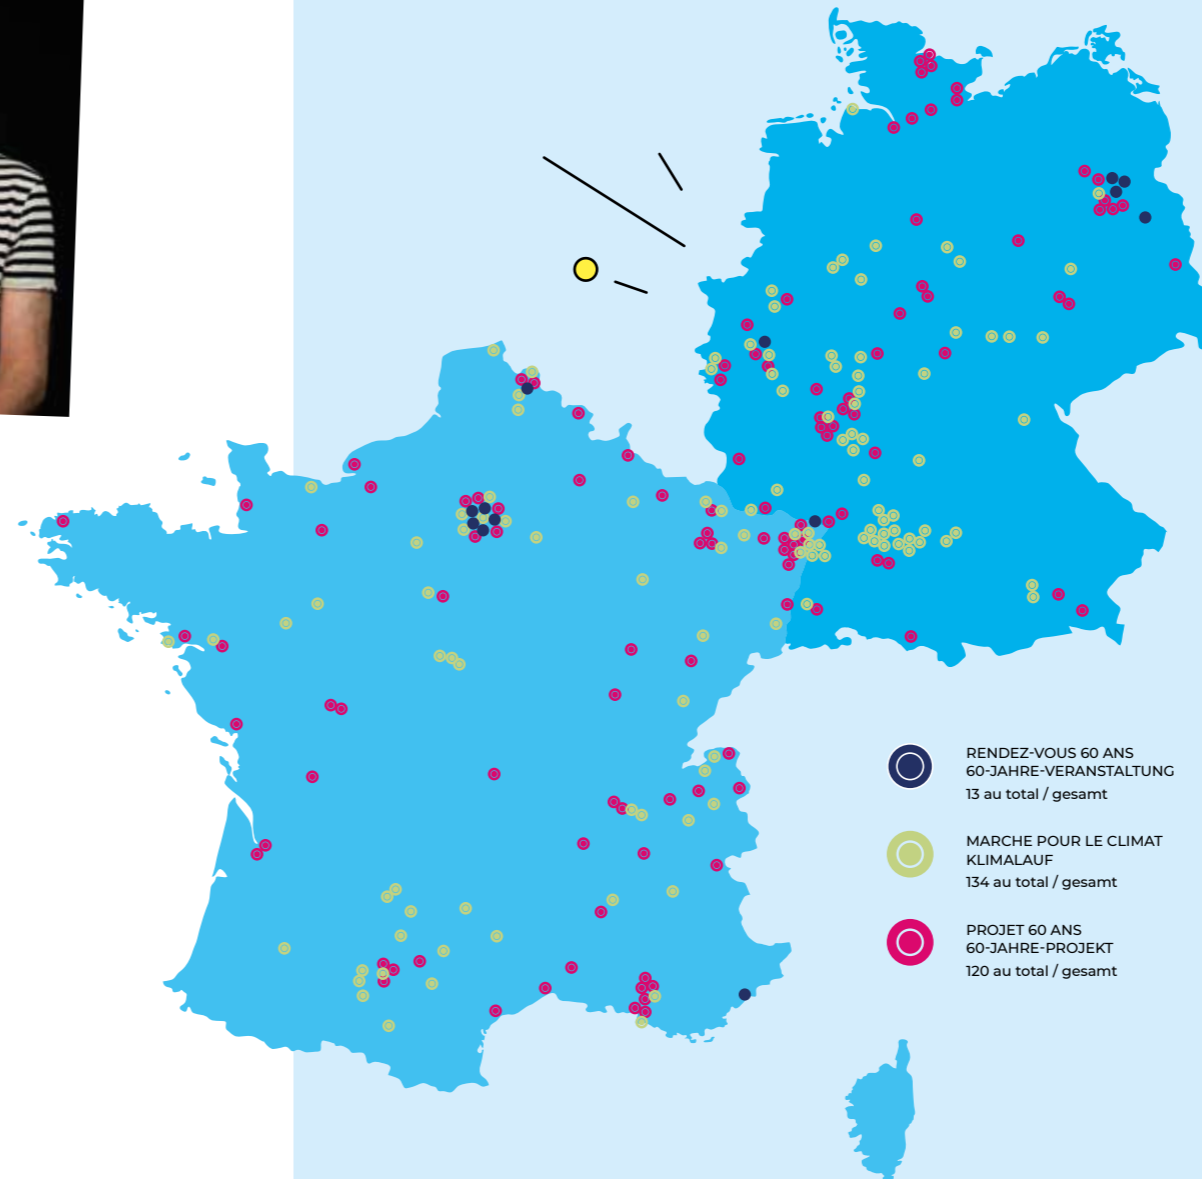 RENDEZ-VOUS 60 ANS
60-JAHRE-VERANSTALTUNG
13 au total / gesamt
MARCHE POUR LE CLIMAT
KLIMALAUF
134 au total / gesamt
PROJET 60 ANS
60-JAHRE-PROJEKT
120 au total / gesamt